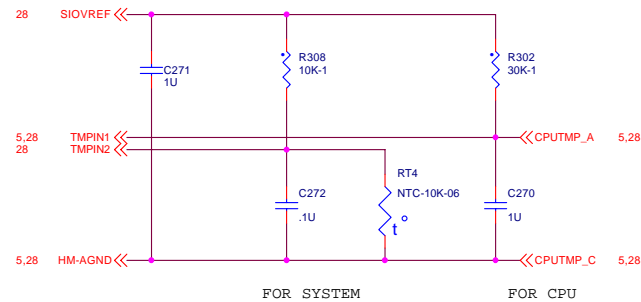 28 SIOVREF
C271
1U
R308
10K-1
R302
30K-1
5,28 TMPIN1
28 TMPIN2
CPUTMP_A 5,28
RT4
NTC-10K-06
t°
C272
.1U
C270
1U
5,28 HM-AGND
CPUTMP_C 5,28
FOR SYSTEM
FOR CPU